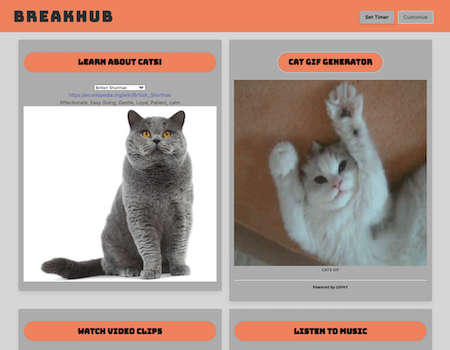 BREAKHUB
Set Timer
Customize
LEARN ABOUT CATS!
British Shorthair
https://en.wikipedia.org/wiki/British_Shorthair
Affectionate, Easy Going, Gentle, Loyal, Patient, calm
CAT GIF GENERATOR
CATS GIF
Powered by GIPHY
WATCH VIDEO CLIPS
LISTEN TO MUSIC